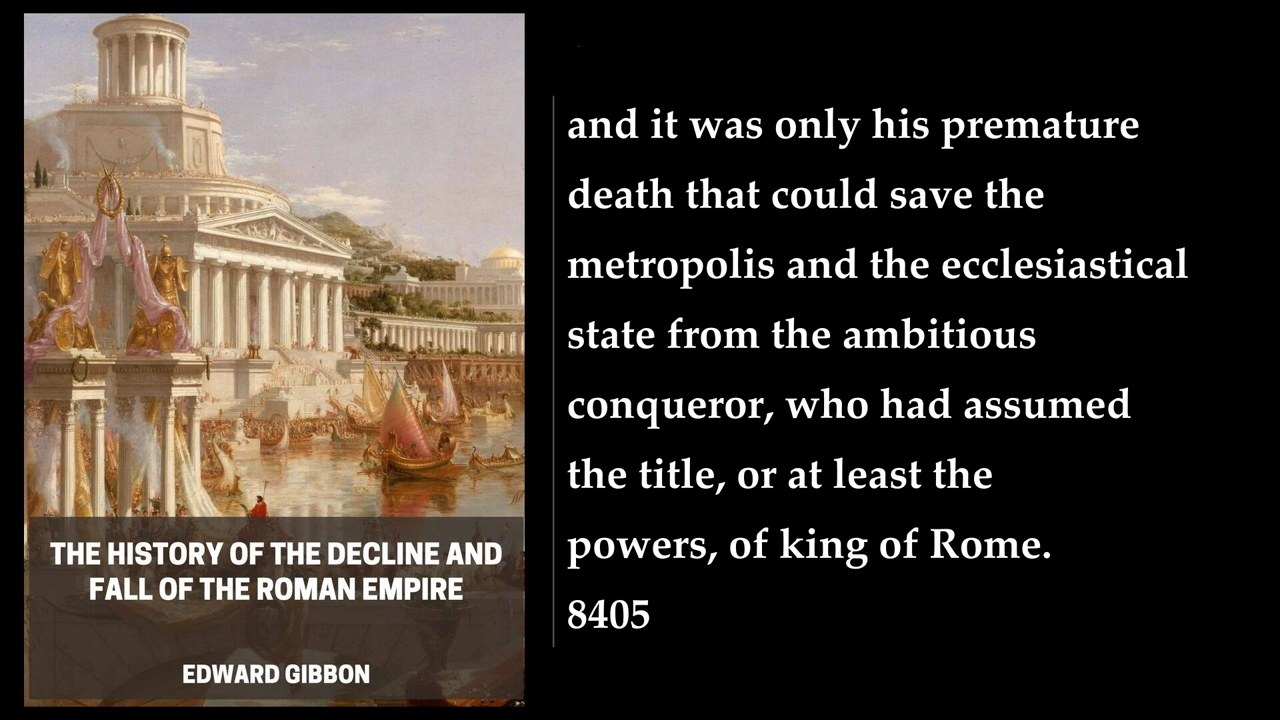 THE HISTORY OF THE DECLINE AND
FALL OF THE ROMAN EMPIRE
EDWARD GIBBON
and it was only his premature
death that could save the
metropolis and the ecclesiastical
state from the ambitious
conqueror, who had assumed
the title, or at least the
powers, of king of Rome.
8405